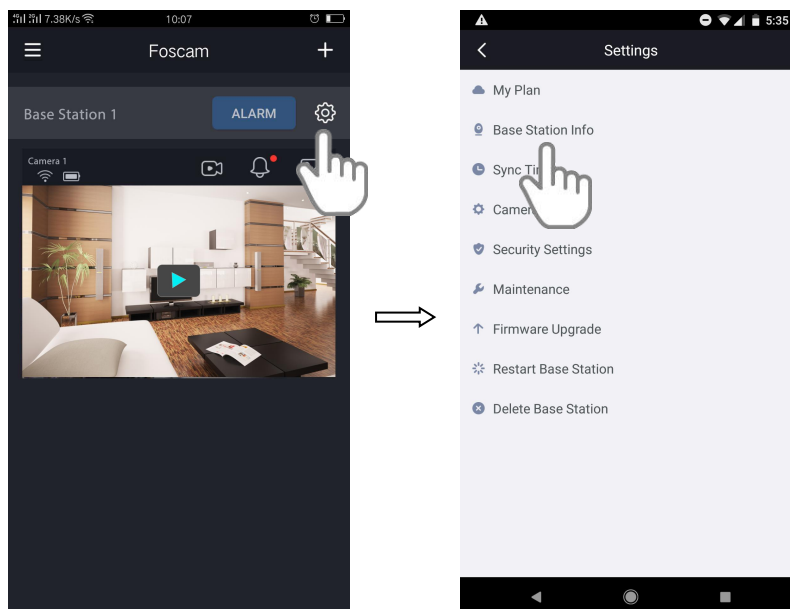 7.38K/s 10:07
Foscam
Base Station 1 ALARM
Camera 1
5:35
Settings
My Plan
Base Station Info
Sync
Security Settings
Maintenance
Firmware Upgrade
Restart Base Station
Delete Base Station